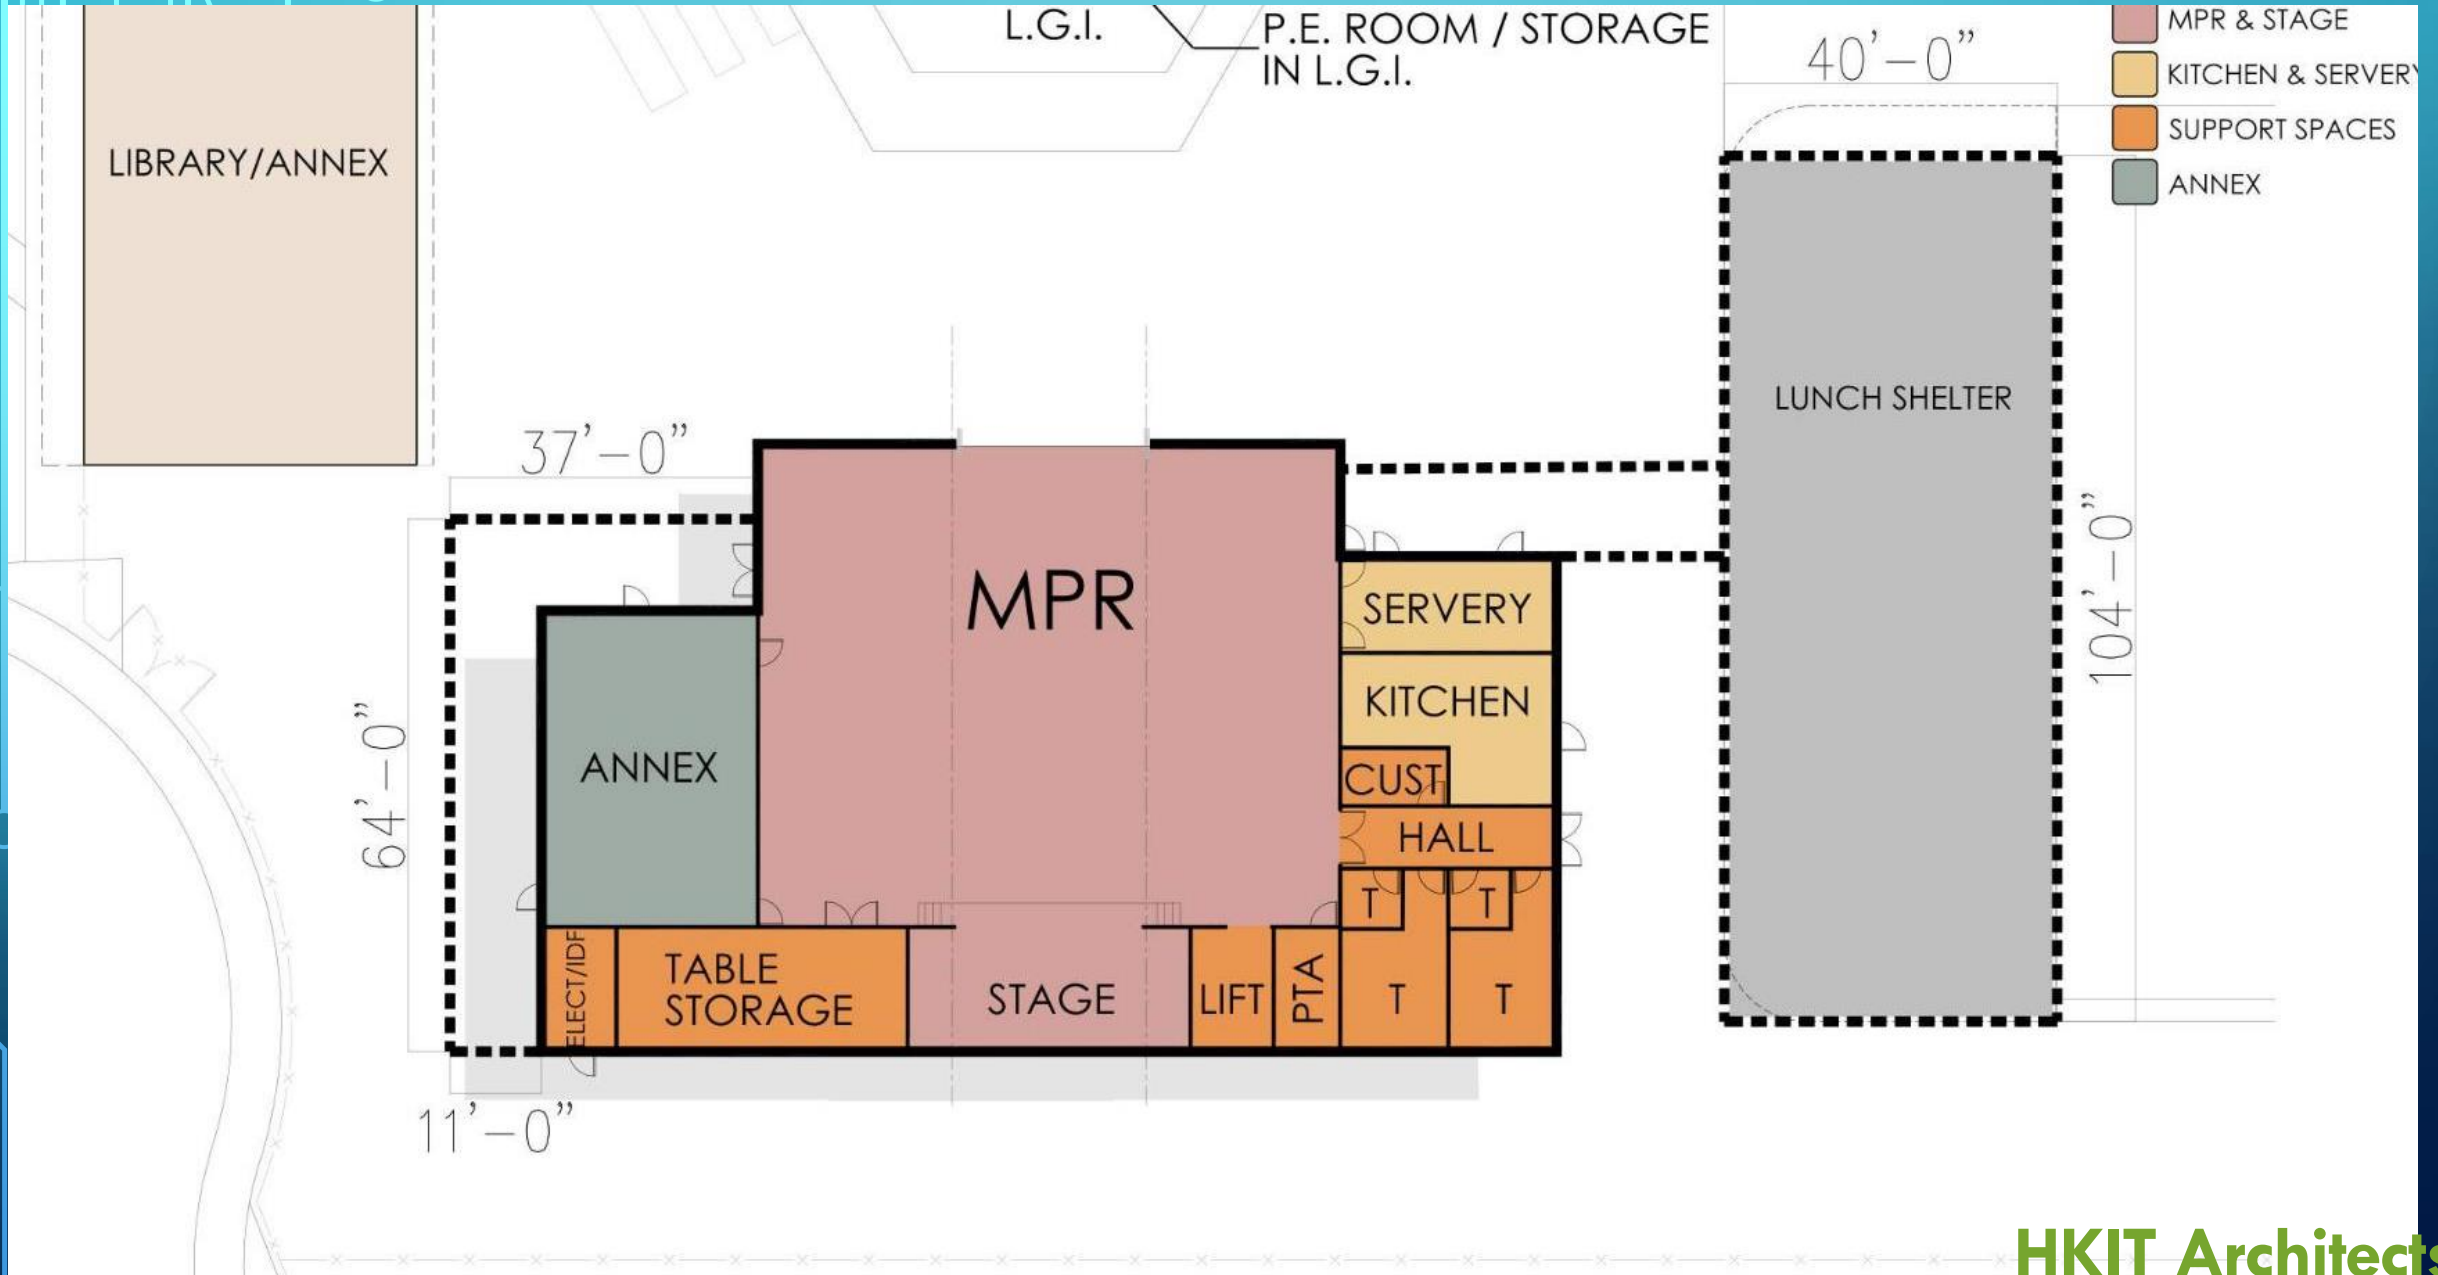 L.G.I.
P.E. ROOM / STORAGE
IN L.G.I.
40'-0"
MPR & STAGE
KITCHEN & SERVERY
SUPPORT SPACES
ANNEX
LIBRARY/ANNEX
LUNCH SHELTER
37'-0"
104'-0"
MPR
SERVERY
KITCHEN
64'-0"
ANNEX
CUST
HALL
T
T
ELECT/IDF
TABLE
STORAGE
STAGE
LIFT
PTA
T
T
11'-0"
HKIT Architects